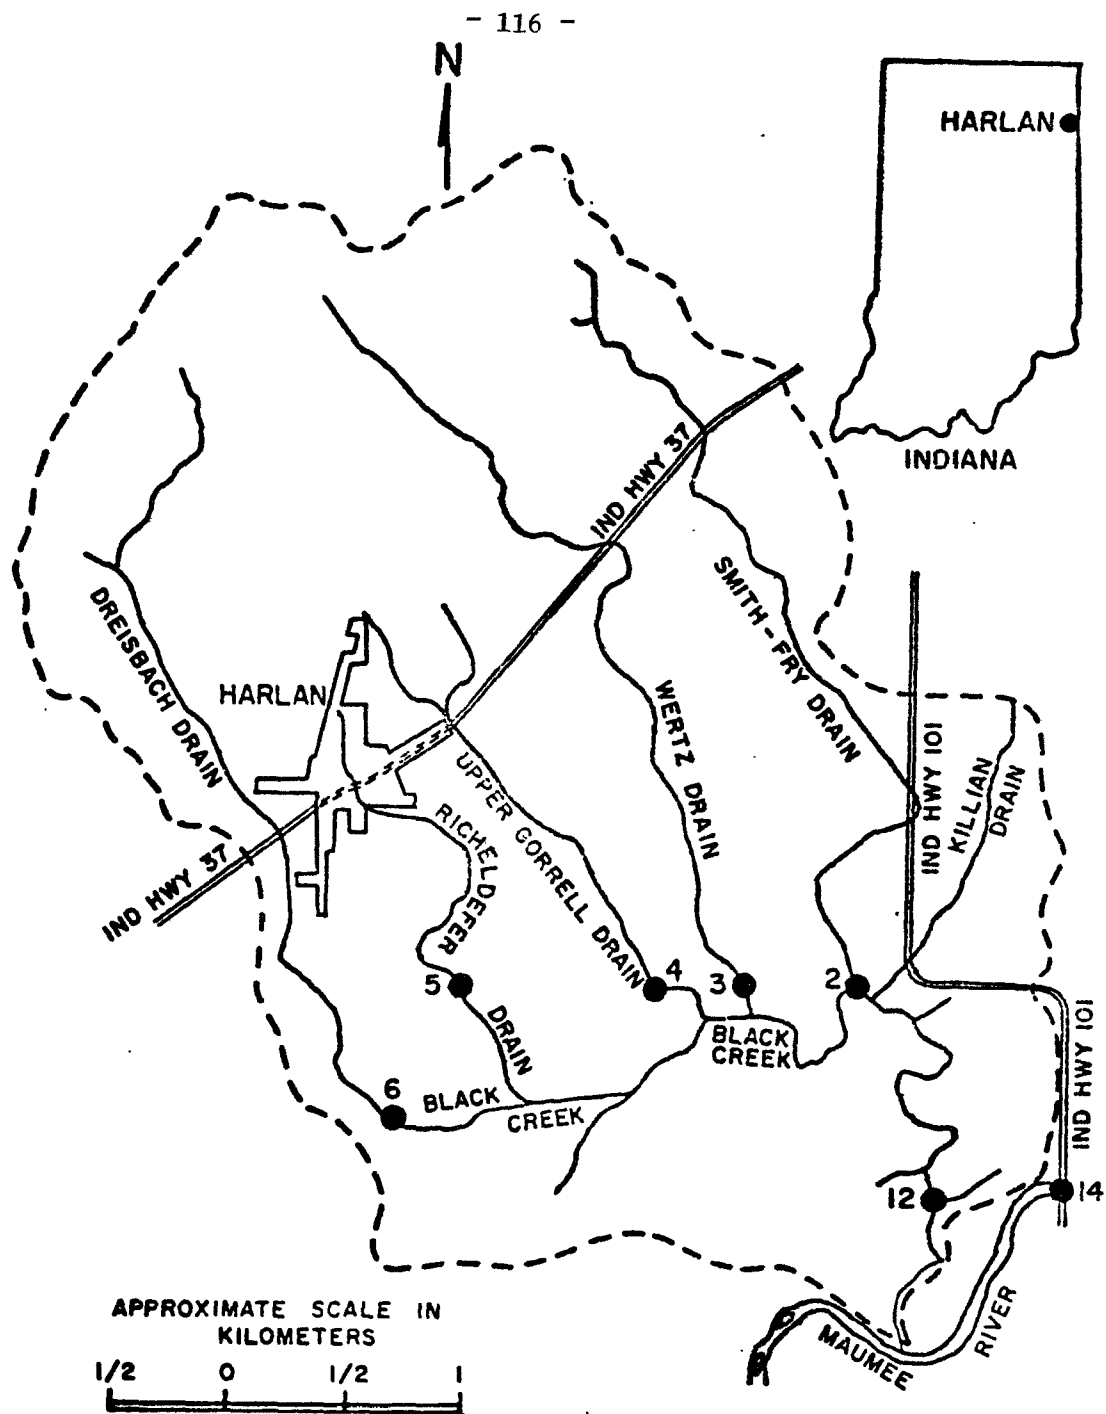 - 116 -
N
HARLAN
INDIANA
IND HWY 37
SMITH-FRY DRAIN
DREISBACH DRAIN
HARLAN
WERTZ DRAIN
UPPER GORRELL DRAIN
RICHELDEFER
DRAIN
IND HWY 101
KILLIAN
DRAIN
IND HWY 37
5
4
3
2
BLACK
CREEK
IND HWY 101
6
BLACK
CREEK
12
14
MAUMEE
RIVER
APPROXIMATE SCALE IN
KILOMETERS
1/2 0 1/2 1